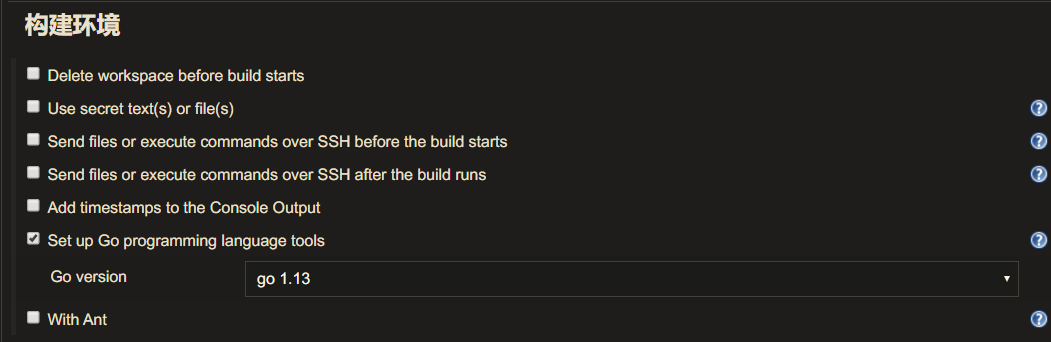 构建环境
Delete workspace before build starts
Use secret text(s) or file(s)
Send files or execute commands over SSH before the build starts
Send files or execute commands over SSH after the build runs
Add timestamps to the Console Output
Set up Go programming language tools
Go version go 1.13
With Ant